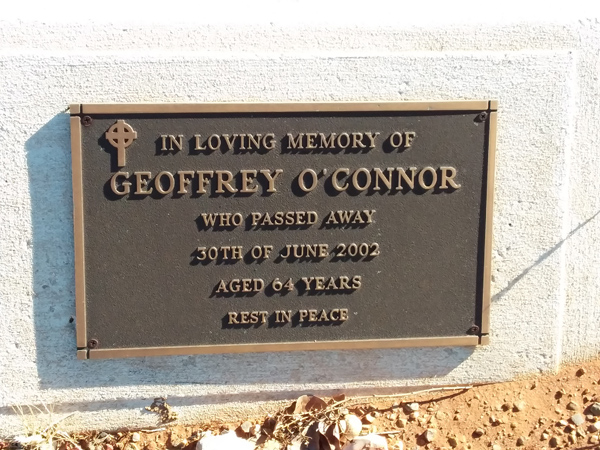 IN LOVING MEMORY OF
GEOFFREY O'CONNOR
WHO PASSED AWAY
30TH OF JUNE 2002
AGED 64 YEARS
REST IN PEACE